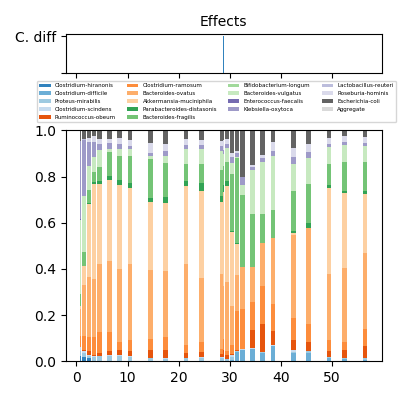 Effects
C. diff
Clostridium-hiranonis Clostridium-ramosum Bifidobacterium-longum Lactobacillus-reuteri
Clostridium-difficile Bacteroides-ovatus Bacteroides-vulgatus Roseburia-hominis
Proteus-mirabilis Akkermansia-muciniphila Enterococcus-faecalis Escherichia-coli
Clostridium-scindens Parabacteroides-distasonis Klebsiella-oxytoca Aggregate
Ruminococcus-obeum Bacteroides-fragilis
1.0
0.8
0.6
0.4
0.2
0.0
0 10 20 30 40 50